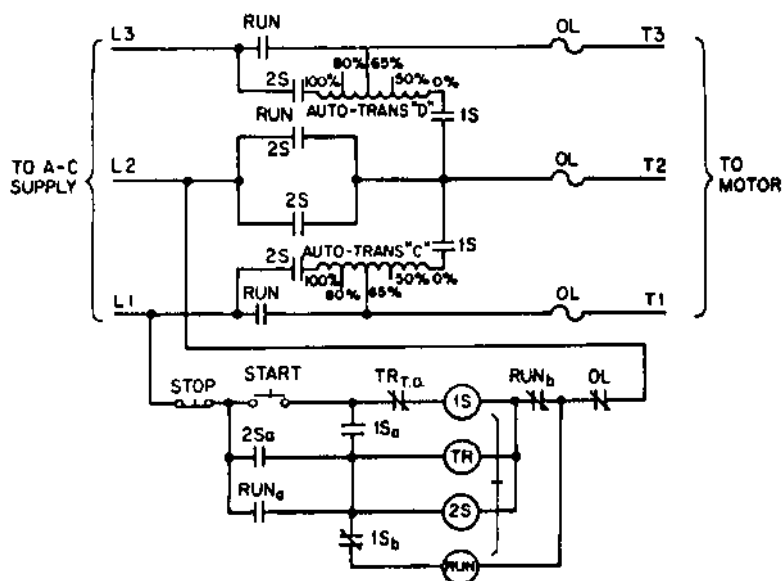 L3
RUN
OL
T3
2S
100%
80%
65%
50%
0%
AUTO-TRANS "D"
1S
RUN
2S
TO A-C
SUPPLY
L2
OL
T2
TO
MOTOR
2S
2S
AUTO-TRANS "C"
1S
100%
80%
65%
50%
0%
L1
RUN
OL
T1
STOP
START
TR T.O.
1S
RUNb
OL
2Sa
1Sa
TR
RUNa
2S
1Sb
RUN